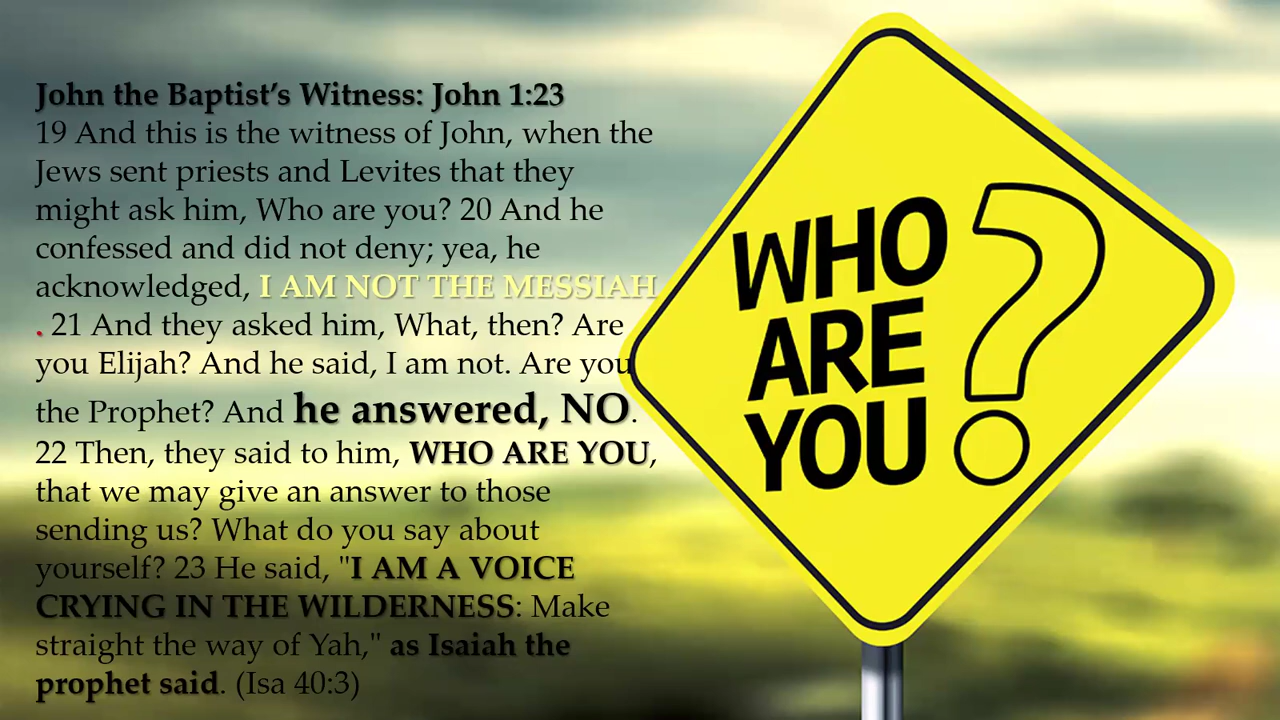 John the Baptist’s Witness: John 1:23
19 And this is the witness of John, when the
Jews sent priests and Levites that they
might ask him, Who are you? 20 And he
confessed and did not deny; yea, he
acknowledged, I AM NOT THE MESSIAH
. 21 And they asked him, What, then? Are
you Elijah? And he said, I am not. Are you
the Prophet? And he answered, NO.
22 Then, they said to him, WHO ARE YOU,
that we may give an answer to those
sending us? What do you say about
yourself? 23 He said, "I AM A VOICE
CRYING IN THE WILDERNESS: Make
straight the way of Yah," as Isaiah the
prophet said. (Isa 40:3)
WHO
ARE
YOU?